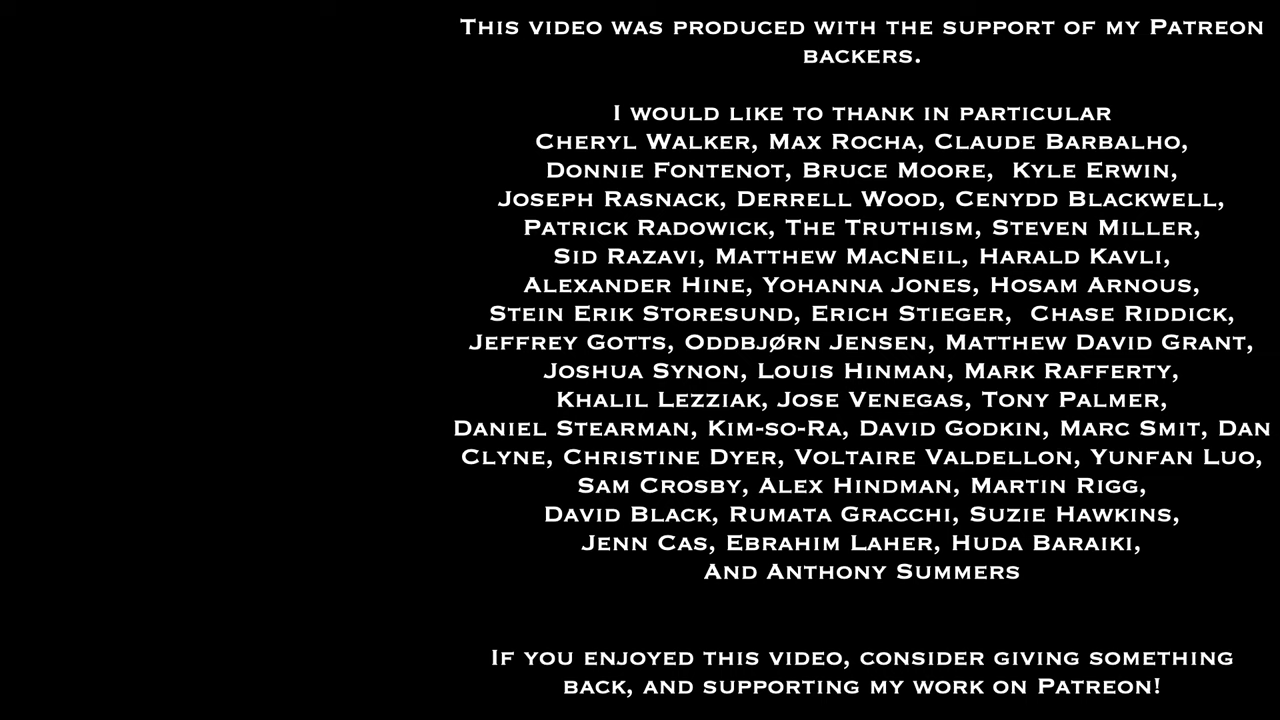 This video was produced with the support of my Patreon
backers.
I would like to thank in particular
Cheryl Walker, Max Rocha, Claude Barbalho,
Donnie Fontenot, Bruce Moore,  Kyle Erwin,
Joseph Rasnack, Derrell Wood, Cenydd Blackwell,
Patrick Radowick, The Truthism, Steven Miller,
Sid Razavi, Matthew MacNeil, Harald Kavli,
Alexander Hine, Yohanna Jones, Hosam Arnous,
Stein Erik Storesund, Erich Stieger,  Chase Riddick,
Jeffrey Gotts, Oddbjørn Jensen, Matthew David Grant,
Joshua Synon, Louis Hinman, Mark Rafferty,
Khalil Lezziak, Jose Venegas, Tony Palmer,
Daniel Stearman, Kim-so-Ra, David Godkin, Marc Smit, Dan
Clyne, Christine Dyer, Voltaire Valdellon, Yunfan Luo,
Sam Crosby, Alex Hindman, Martin Rigg,
David Black, Rumata Gracchi, Suzie Hawkins,
Jenn Cas, Ebrahim Laher, Huda Baraiki,
And Anthony Summers
If you enjoyed this video, consider giving something
back, and supporting my work on Patreon!